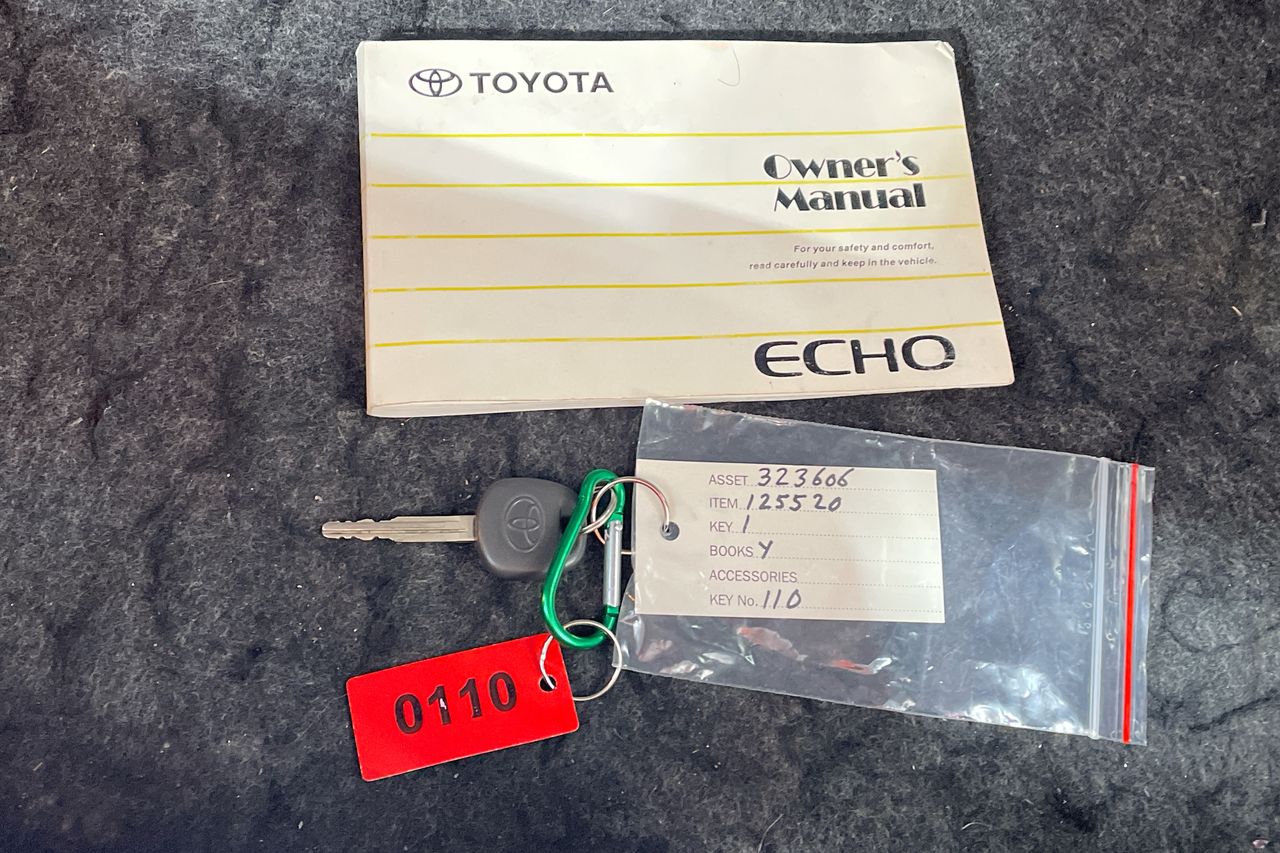 TOYOTA
Owner's
Manual
For your safety and comfort,
read carefully and keep in the vehicle.
ECHO
ASSET 323606
ITEM 125520
KEY 1
BOOKS Y
ACCESSORIES
KEY No. 110
0110